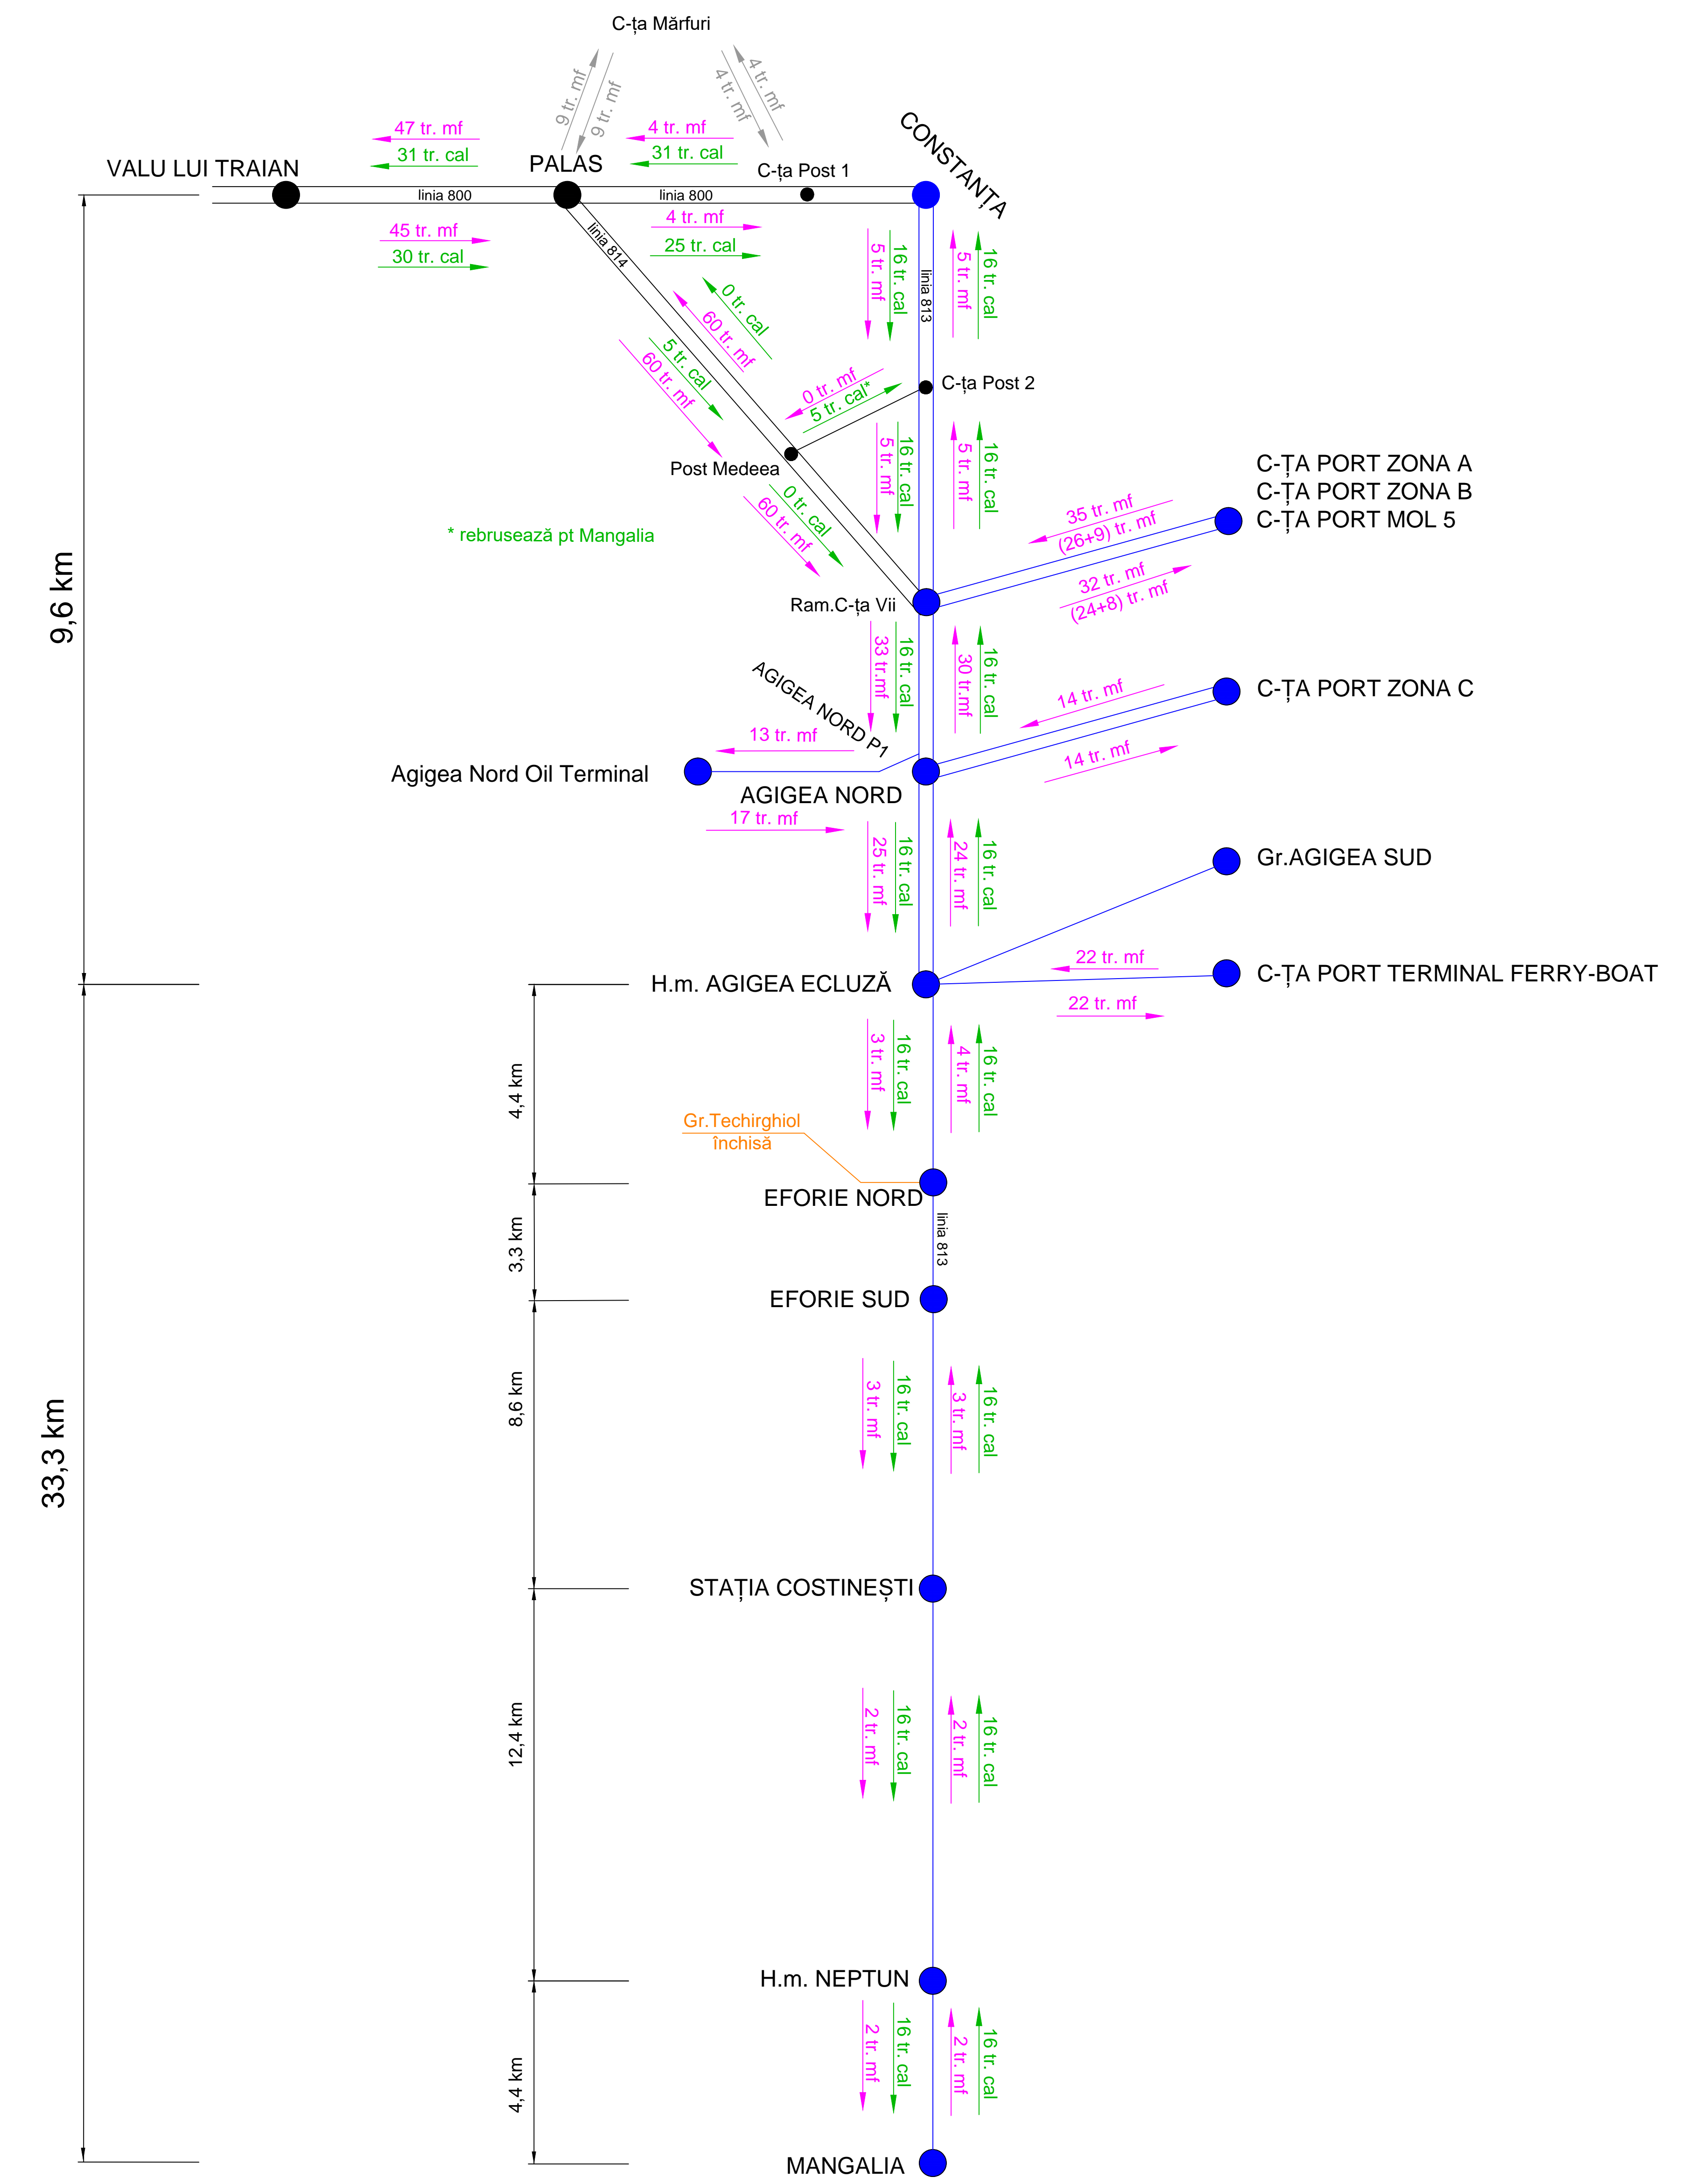 C-ța Mărfuri
9 tr. mf
9 tr. mf
4 tr. mf
4 tr. mf
47 tr. mf
31 tr. cal
4 tr. mf
31 tr. cal
VALU LUI TRAIAN
PALAS
C-ța Post 1
CONSTANȚA
linia 800
linia 800
45 tr. mf
30 tr. cal
4 tr. mf
25 tr. cal
linia 814
linia 813
5 tr. mf
16 tr. cal
5 tr. mf
16 tr. cal
0 tr. cal
60 tr. mf
5 tr. cal
60 tr. mf
0 tr. mf
5 tr. cal*
C-ța Post 2
Post Medeea
5 tr. mf
16 tr. cal
5 tr. mf
16 tr. cal
0 tr. cal
60 tr. mf
* rebrusează pt Mangalia
C-ȚA PORT ZONA A
C-ȚA PORT ZONA B
C-ȚA PORT MOL 5
35 tr. mf
(26+9) tr. mf
32 tr. mf
(24+8) tr. mf
9,6 km
Ram.C-ța Vii
33 tr.mf
16 tr. cal
30 tr.mf
16 tr. cal
AGIGEA NORD P1
14 tr. mf
C-ȚA PORT ZONA C
14 tr. mf
13 tr. mf
Agigea Nord Oil Terminal
AGIGEA NORD
17 tr. mf
25 tr. mf
16 tr. cal
24 tr. mf
16 tr. cal
Gr.AGIGEA SUD
H.m. AGIGEA ECLUZĂ
22 tr. mf
C-ȚA PORT TERMINAL FERRY-BOAT
22 tr. mf
3 tr. mf
16 tr. cal
4 tr. mf
16 tr. cal
4,4 km
Gr.Techirghiol
închisă
EFORIE NORD
linia 813
3,3 km
EFORIE SUD
8,6 km
3 tr. mf
16 tr. cal
3 tr. mf
16 tr. cal
33,3 km
STAȚIA COSTINEȘTI
12,4 km
2 tr. mf
16 tr. cal
2 tr. mf
16 tr. cal
H.m. NEPTUN
4,4 km
2 tr. mf
16 tr. cal
2 tr. mf
16 tr. cal
MANGALIA